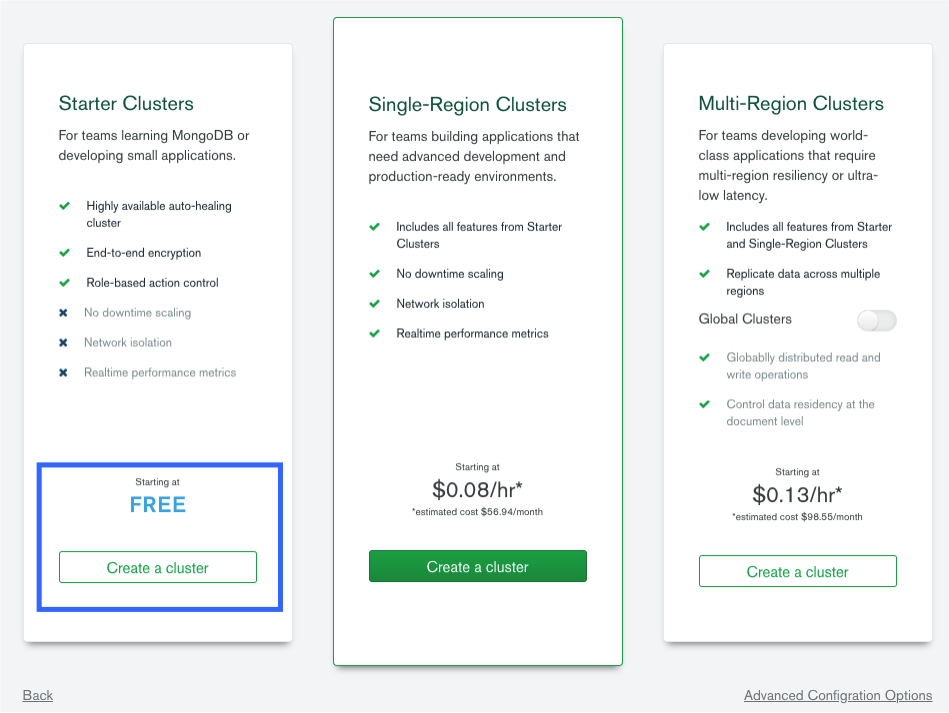 Starter Clusters
For teams learning MongoDB or
developing small applications.
Highly available auto-healing
cluster
End-to-end encryption
Role-based action control
No downtime scaling
Network isolation
Realtime performance metrics
Starting at
FREE
Create a cluster
Single-Region Clusters
For teams building applications that
need advanced development and
production-ready environments.
Includes all features from Starter
Clusters
No downtime scaling
Network isolation
Realtime performance metrics
Starting at
$0.08/hr*
*estimated cost $56.94/month
Create a cluster
Multi-Region Clusters
For teams developing world-
class applications that require
multi-region resiliency or ultra-
low latency.
Includes all features from Starter
and Single-Region Clusters
Replicate data across multiple
regions
Global Clusters
Globablly distributed read and
write operations
Control data residency at the
document level
Starting at
$0.13/hr*
*estimated cost $98.55/month
Create a cluster
Back
Advanced Configration Options